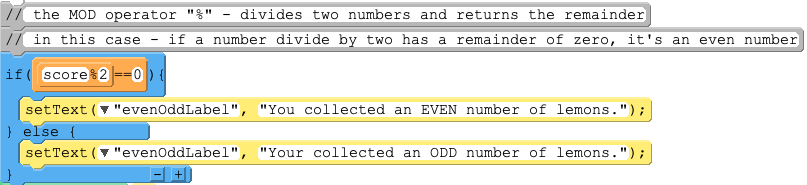 // the MOD operator "%" - divides two numbers and returns the remainder
// in this case - if a number divide by two has a remainder of zero, it's an even number
if( score%2 ==0 ){
setText( ▼ "evenOddLabel", "You collected an EVEN number of lemons.");
} else {
setText( ▼ "evenOddLabel", "Your collected an ODD number of lemons.");
} - +